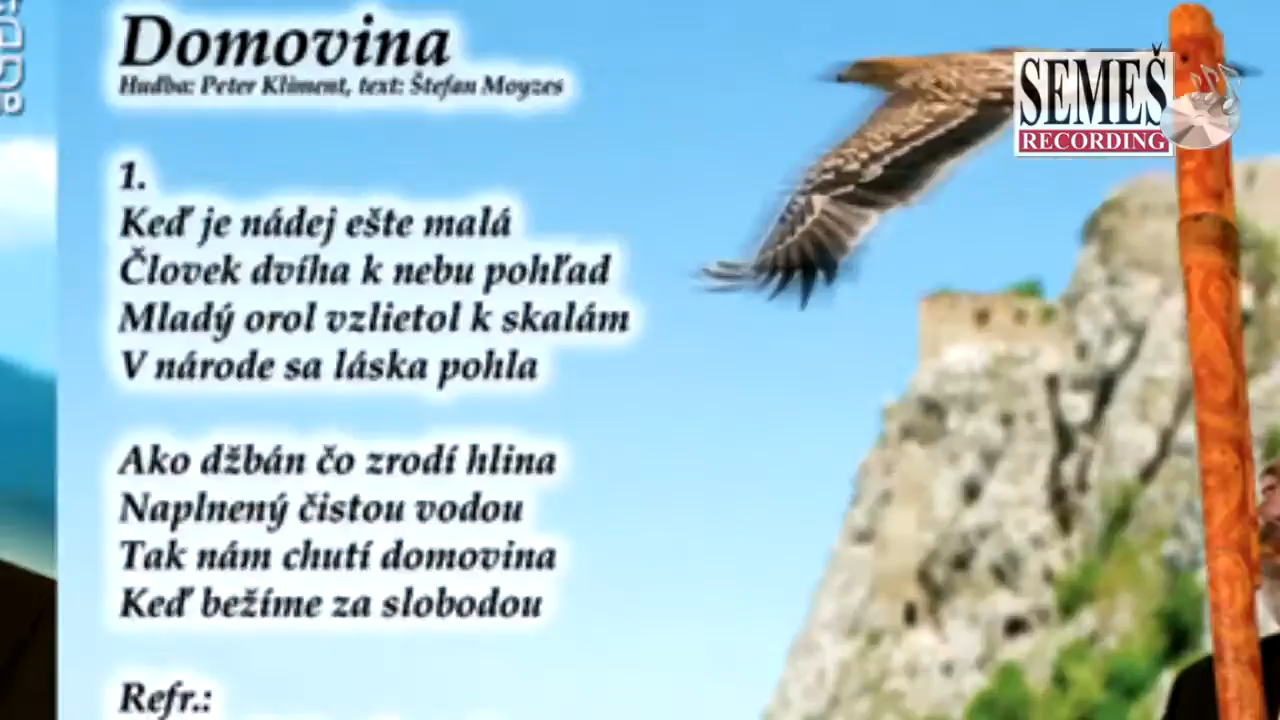 Domovina
Hudba: Peter Kliment, text: Štefan Moyzes
SEMEŠ
RECORDING
1.
Keď je nádej ešte malá
Človek dvíha k nebu pohľad
Mladý orol vzlietol k skalám
V národe sa láska pohla
Ako džbán čo zrodí hlina
Naplnený čistou vodou
Tak nám chutí domovina
Keď bežíme za slobodou
Refr.: